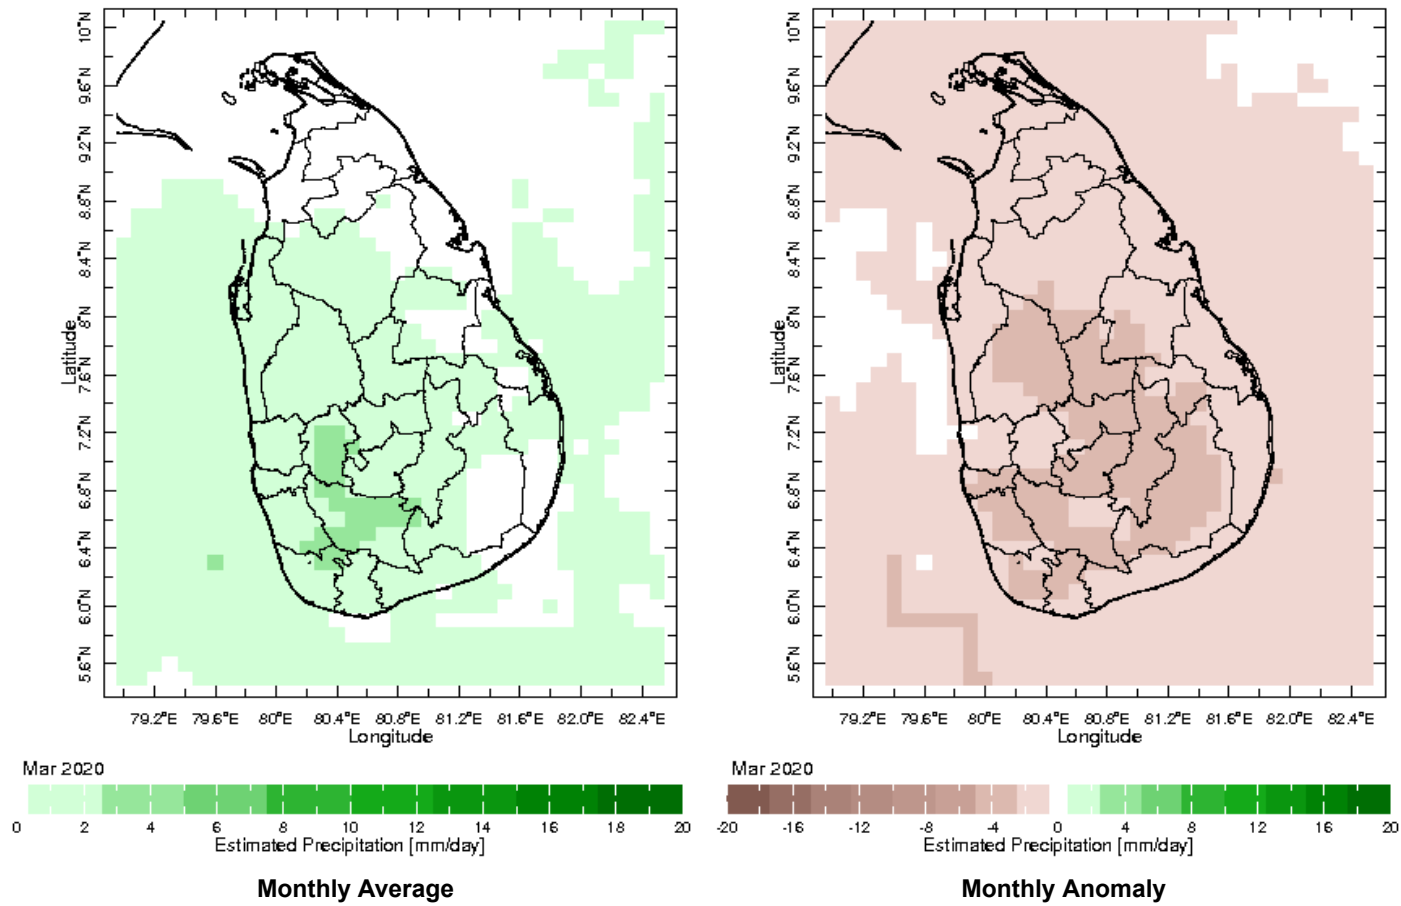 10°N
9.6°N
9.2°N
8.8°N
8.4°N
8°N
7.6°N
7.2°N
6.8°N
6.4°N
6.0°N
5.6°N
Latitude
79.2°E 79.6°E 80°E 80.4°E 80.8°E 81.2°E 81.6°E 82.0°E 82.4°E
Longitude
Mar 2020
0 2 4 6 8 10 12 14 16 20
Estimated Precipitation [mm/day]
Monthly Average
10°N
9.6°N
9.2°N
8.8°N
8.4°N
8°N
7.6°N
7.2°N
6.8°N
6.4°N
6.0°N
5.6°N
Latitude
79.2°E 79.6°E 80°E 80.4°E 80.8°E 81.2°E 81.6°E 82.0°E 82.4°E
Longitude
Mar 2020
-20 -16 -12 -8 -4 0 4 8 12 16 20
Estimated Precipitation [mm/day]
Monthly Anomaly